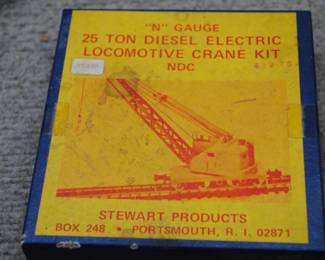 "N" GAUGE
25 TON DIESEL ELECTRIC
LOCOMOTIVE CRANE KIT
NDC
STEWART PRODUCTS
BOX 248 • PORTSMOUTH, R. I. 02871